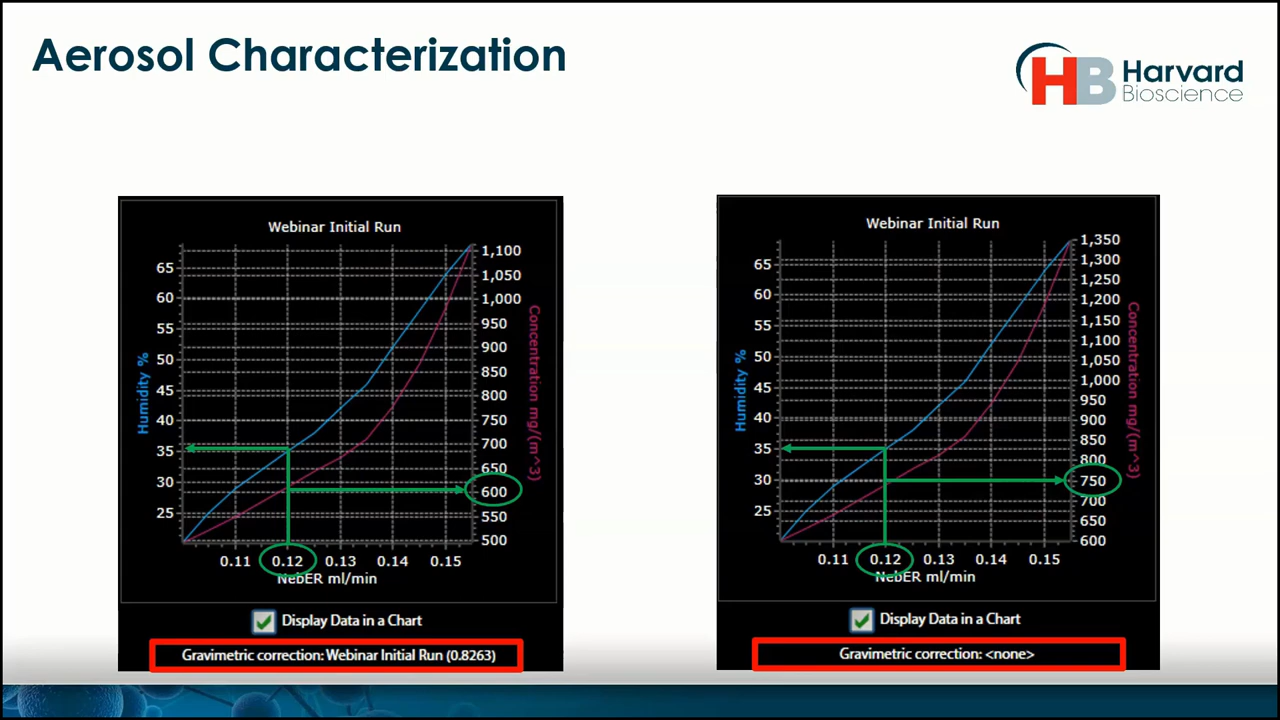 Aerosol Characterization
HB Harvard
Bioscience
Webinar Initial Run
1,100
1,050
1,000
950
900
850
800
750
700
650
600
550
500
65
60
55
50
45
40
35
30
25
Humidity %
Concentration mg/(m^3)
0.11 0.12 0.13 0.14 0.15
NebER ml/min
Display Data in a Chart
Gravimetric correction: Webinar Initial Run (0.8263)
Webinar Initial Run
1,350
1,300
1,250
1,200
1,150
1,100
1,050
1,000
950
900
850
800
750
700
650
600
65
60
55
50
45
40
35
30
25
Humidity %
Concentration mg/(m^3)
0.11 0.12 0.13 0.14 0.15
NebER ml/min
Display Data in a Chart
Gravimetric correction: <none>